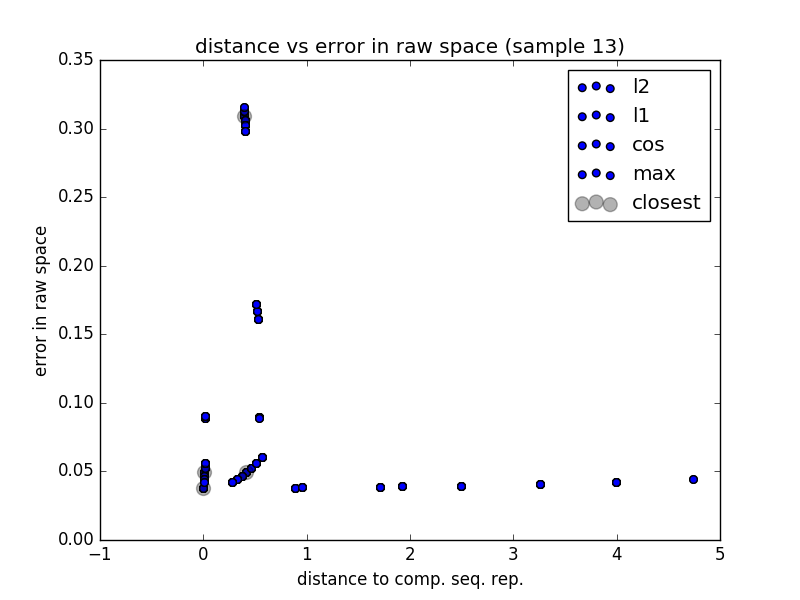 distance vs error in raw space (sample 13)
0.35
0.30
0.25
0.20
0.15
0.10
0.05
0.00
error in raw space
l2
l1
cos
max
closest
−1 0 1 2 3 4 5
distance to comp. seq. rep.